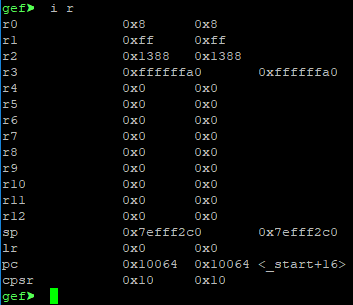 gef➤ i r
r0 0x8 0x8
r1 0xff 0xff
r2 0x1388 0x1388
r3 0xffffffa0 0xffffffa0
r4 0x0 0x0
r5 0x0 0x0
r6 0x0 0x0
r7 0x0 0x0
r8 0x0 0x0
r9 0x0 0x0
r10 0x0 0x0
r11 0x0 0x0
r12 0x0 0x0
sp 0x7efff2c0 0x7efff2c0
lr 0x0 0x0
pc 0x10064 0x10064 <_start+16>
cpsr 0x10 0x10
gef➤